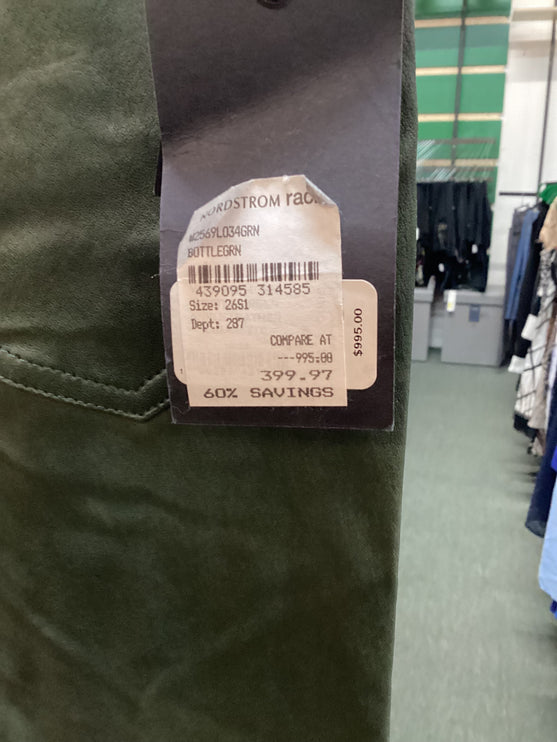 NORDSTROM rack
W2569L034GRN
BOTTLEGRN
439095 314585
Size: 26S1
Dept: 287
COMPARE AT
---995.00
399.97
60% SAVINGS
$995.00